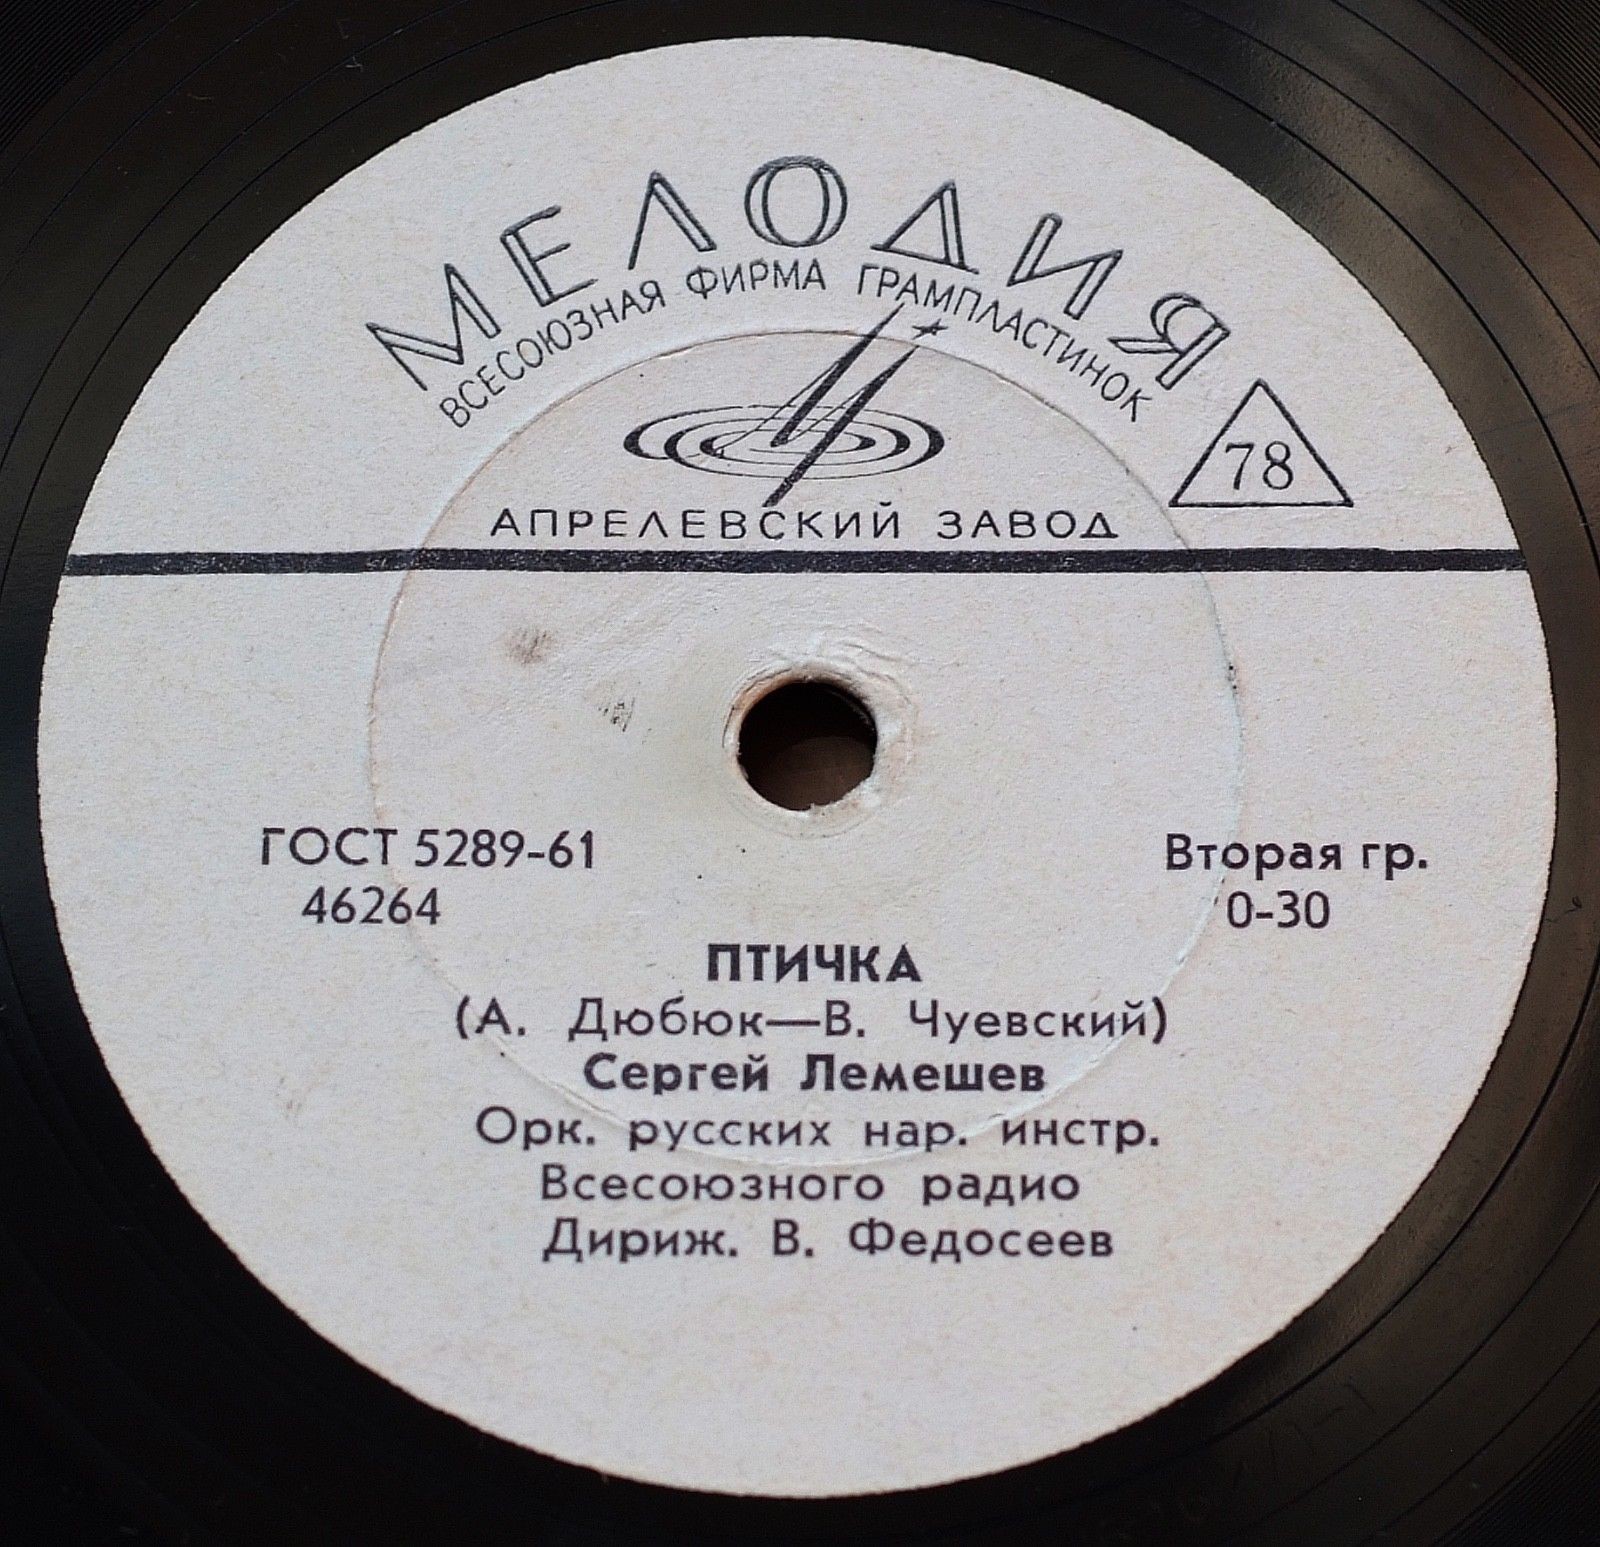 МЕЛОДИЯ
ВСЕСОЮЗНАЯ ФИРМА ГРАМПЛАСТИНОК
78
АПРЕЛЕВСКИЙ ЗАВОД
ГОСТ 5289-61
46264
Вторая гр.
0-30
ПТИЧКА
(А. Дюбюк—В. Чуевский)
Сергей Лемешев
Орк. русских нар. инстр.
Всесоюзного радио
Дириж. В. Федосеев